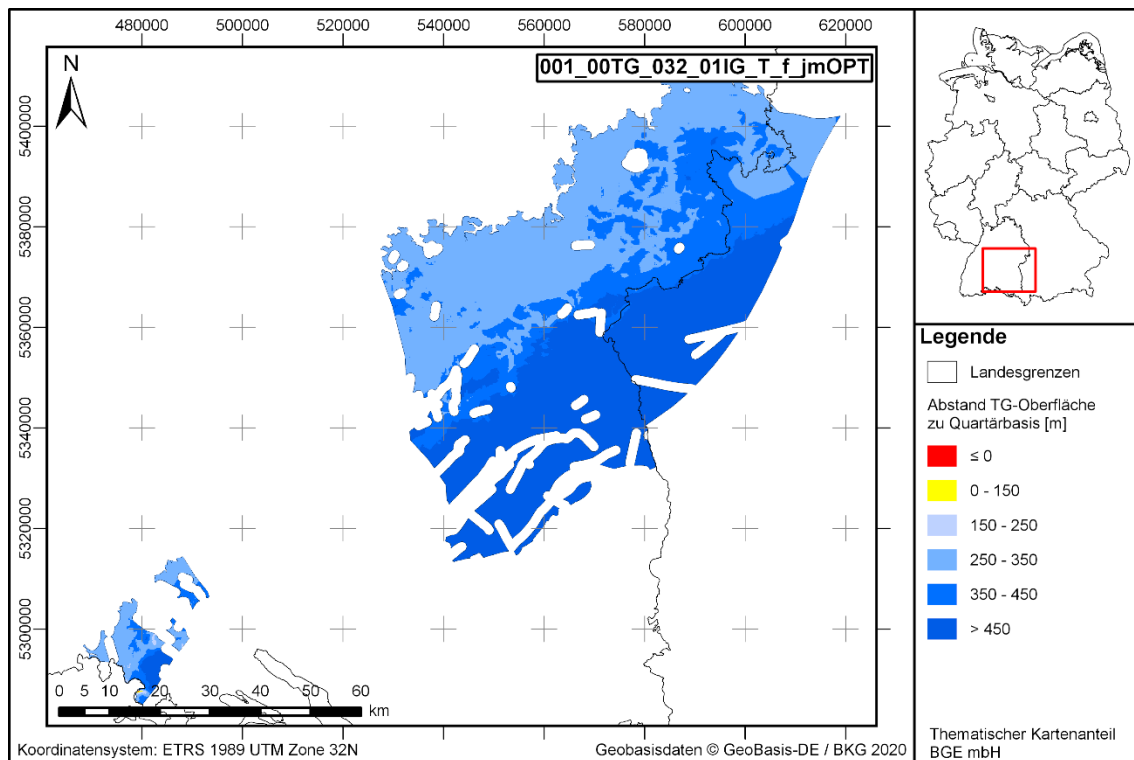 480000 500000 520000 540000 560000 580000 600000 620000
N
001_00TG_032_01IG_T_f_jmOPT
5400000
5380000
5360000
5340000
5320000
5300000
0 5 10 20 30 40 50 60
km
Koordinatensystem: ETRS 1989 UTM Zone 32N
Geobasisdaten © GeoBasis-DE / BKG 2020
Legende
Landesgrenzen
Abstand TG-Oberfläche
zu Quartärbasis [m]
≤ 0
0 - 150
150 - 250
250 - 350
350 - 450
> 450
Thematischer Kartenanteil
BGE mbH